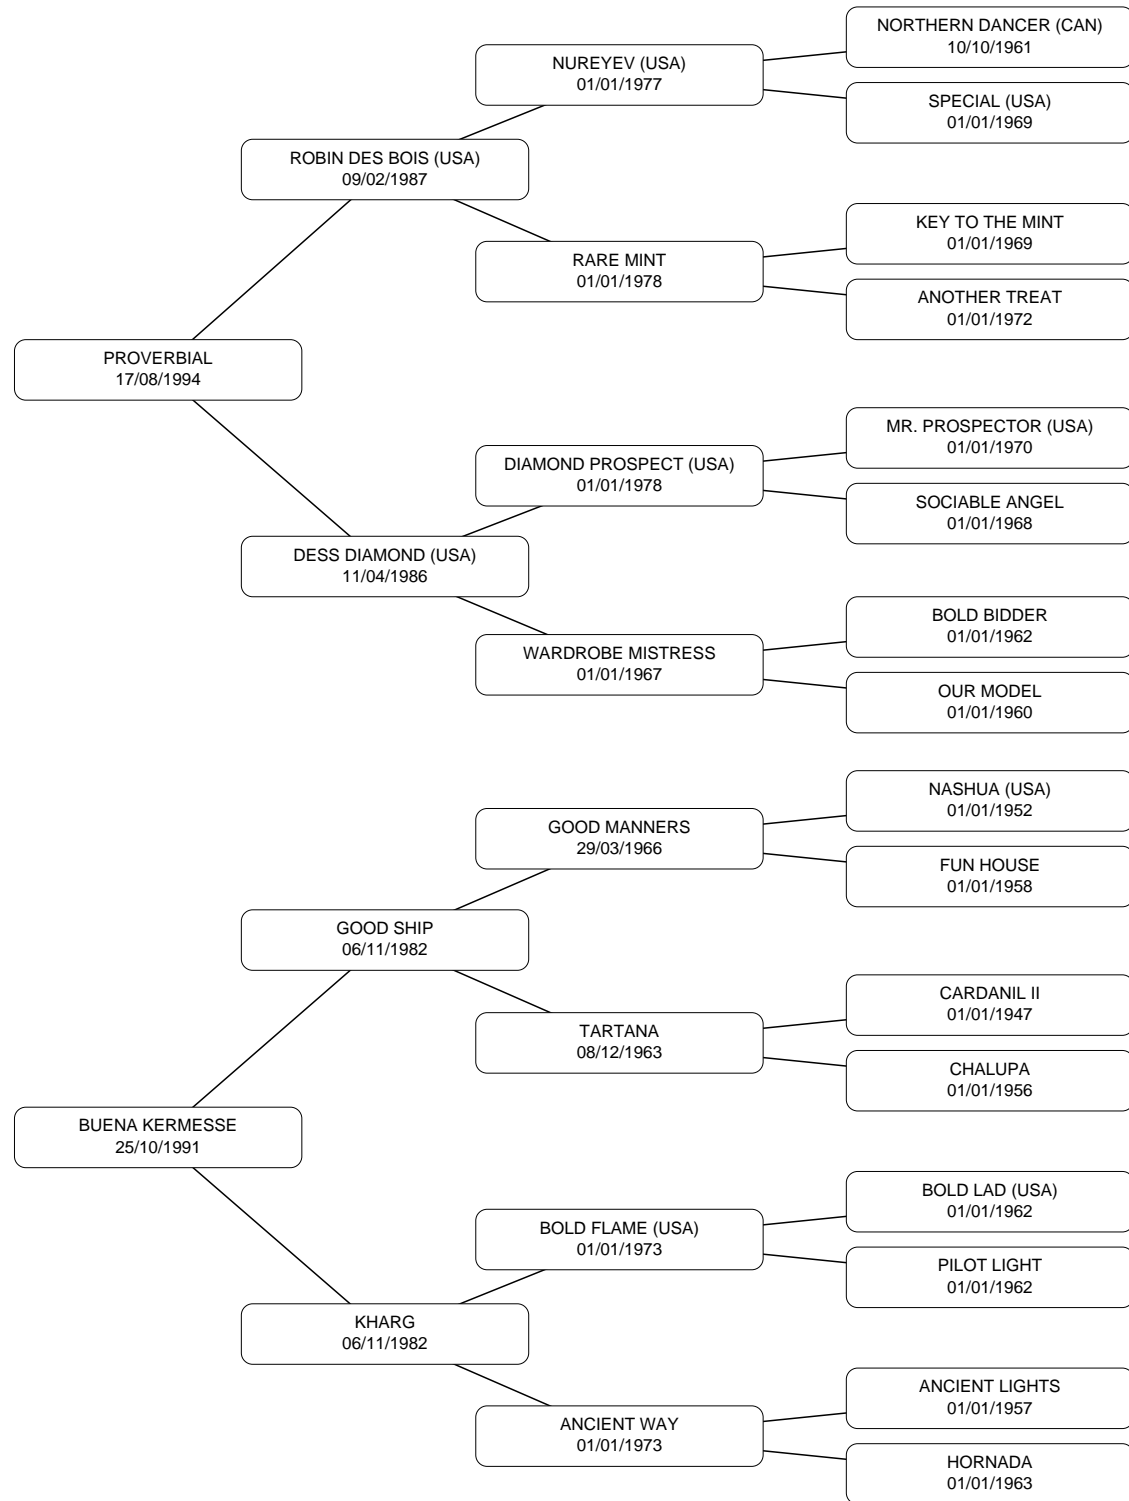 NORTHERN DANCER (CAN)
10/10/1961
NUREYEV (USA)
01/01/1977
SPECIAL (USA)
01/01/1969
ROBIN DES BOIS (USA)
09/02/1987
KEY TO THE MINT
01/01/1969
RARE MINT
01/01/1978
ANOTHER TREAT
01/01/1972
PROVERBIAL
17/08/1994
MR. PROSPECTOR (USA)
01/01/1970
DIAMOND PROSPECT (USA)
01/01/1978
SOCIABLE ANGEL
01/01/1968
DESS DIAMOND (USA)
11/04/1986
BOLD BIDDER
01/01/1962
WARDROBE MISTRESS
01/01/1967
OUR MODEL
01/01/1960
NASHUA (USA)
01/01/1952
GOOD MANNERS
29/03/1966
FUN HOUSE
01/01/1958
GOOD SHIP
06/11/1982
CARDANIL II
01/01/1947
TARTANA
08/12/1963
CHALUPA
01/01/1956
BUENA KERMESSE
25/10/1991
BOLD LAD (USA)
01/01/1962
BOLD FLAME (USA)
01/01/1973
PILOT LIGHT
01/01/1962
KHARG
06/11/1982
ANCIENT LIGHTS
01/01/1957
ANCIENT WAY
01/01/1973
HORNADA
01/01/1963